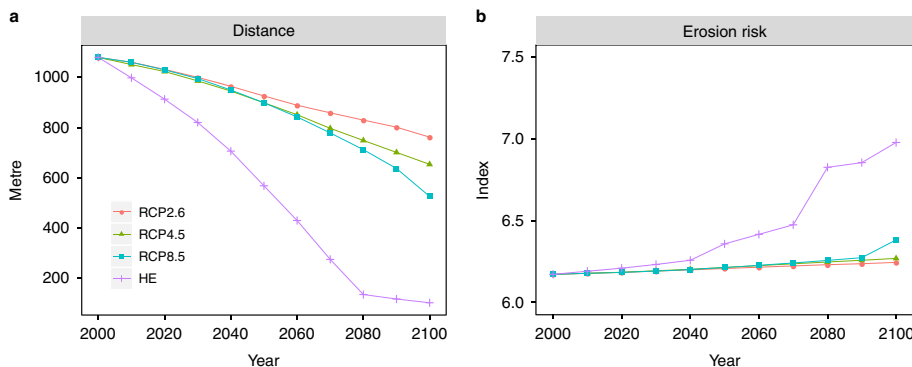 a
Distance
Metre
1000
800
600
400
200
RCP2.6
RCP4.5
RCP8.5
HE
2000 2020 2040 2060 2080 2100
Year
b
Erosion risk
Index
7.5
7.0
6.5
6.0
2000 2020 2040 2060 2080 2100
Year